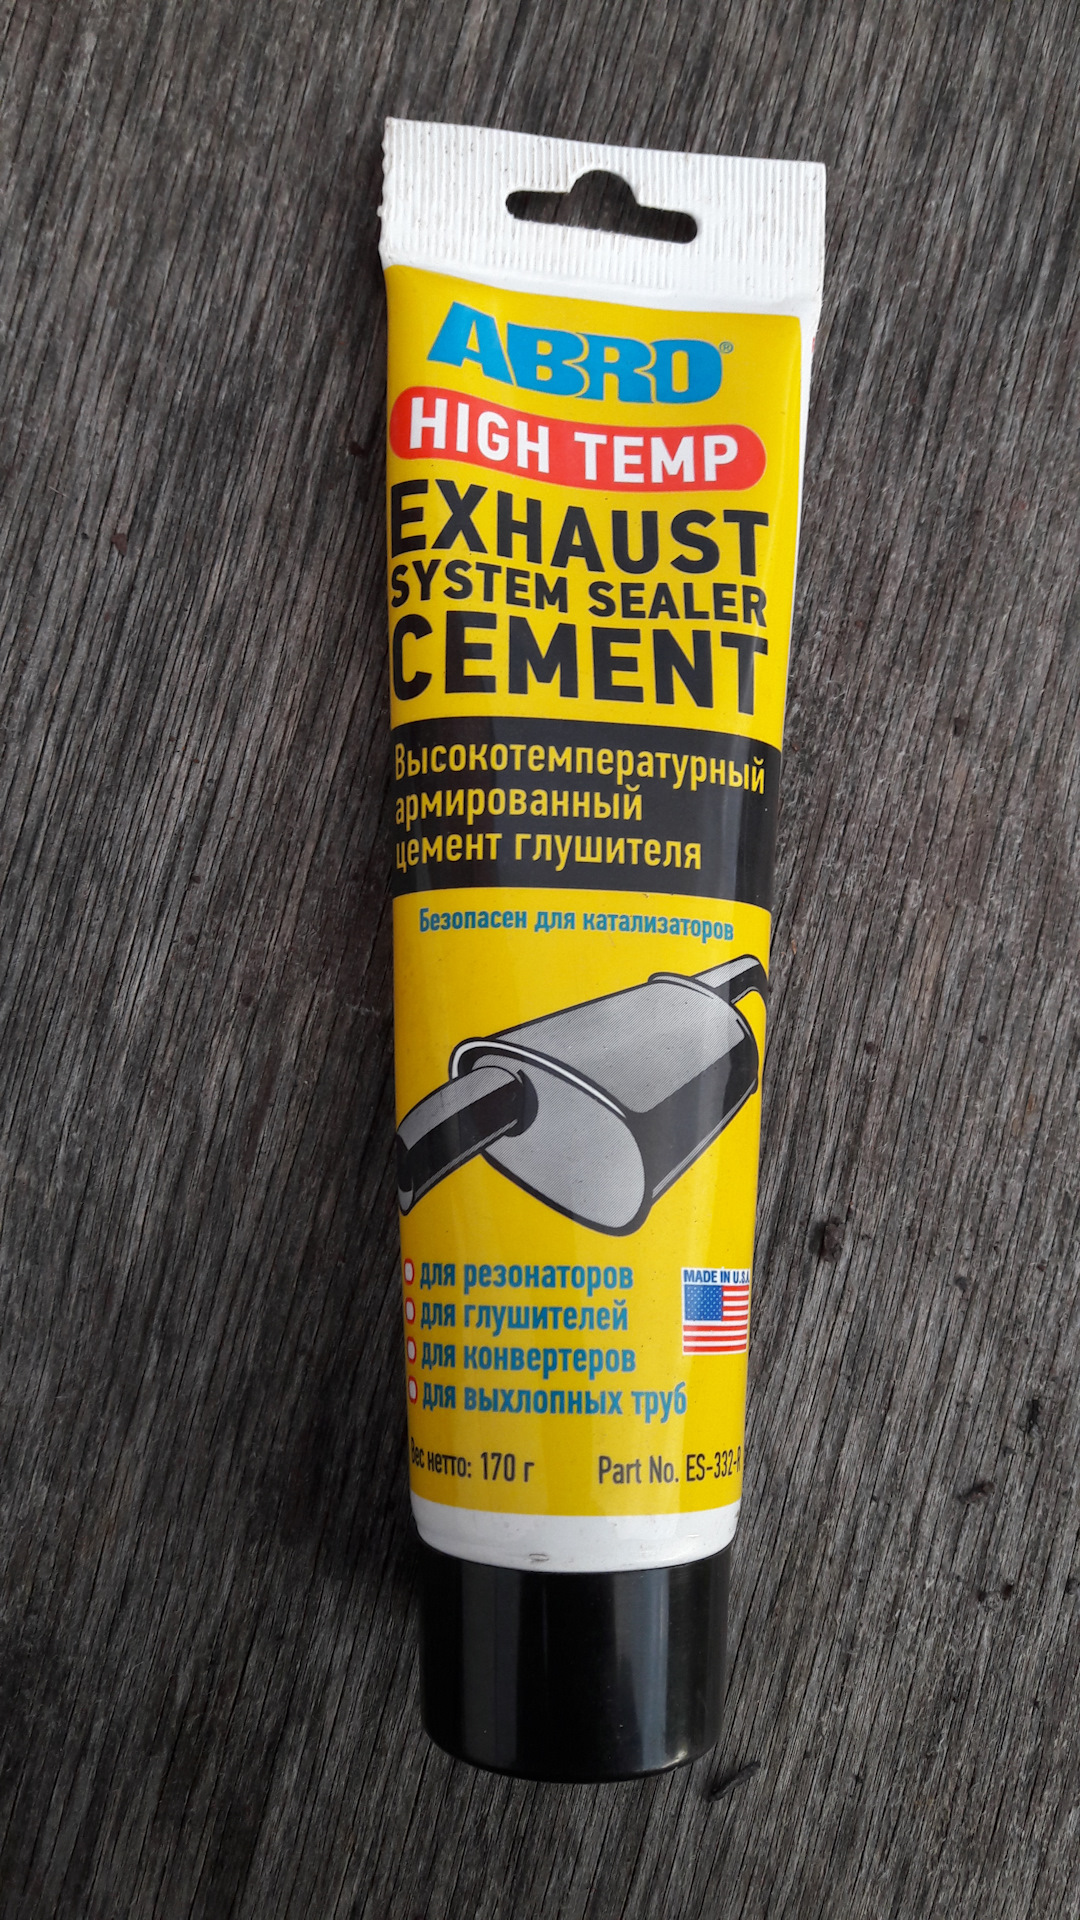 ABRO®
HIGH TEMP
EXHAUST
SYSTEM SEALER
CEMENT
Высокотемпературный
армированный
цемент глушителя
Безопасен для катализаторов
для резонаторов
для глушителей
для конвертеров
для выхлопных труб
MADE IN U.S.A.
Вес нетто: 170 г
Part No. ES-332-R